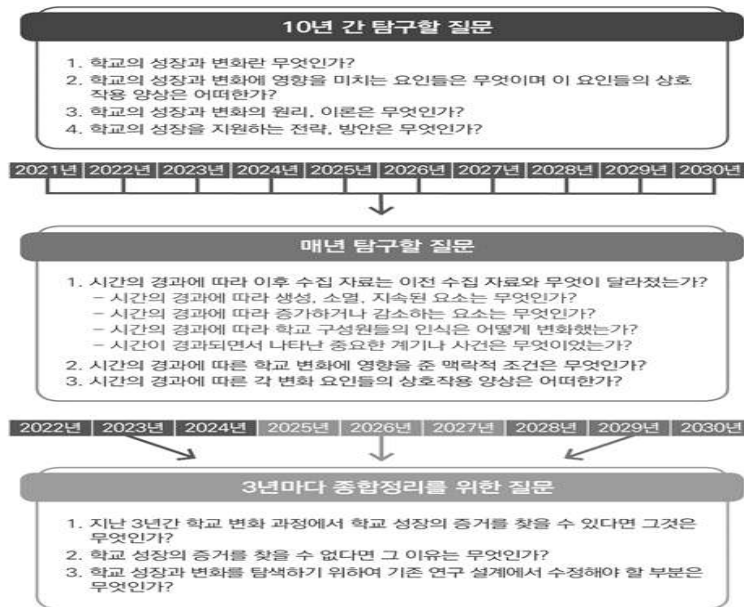 10년 간 탐구할 질문
1. 학교의 성장과 변화란 무엇인가?
2. 학교의 성장과 변화에 영향을 미치는 요인들은 무엇이며 이 요인들의 상호
작용 양상은 어떠한가?
3. 학교의 성장과 변화의 원리, 이론은 무엇인가?
4. 학교의 성장을 지원하는 전략, 방안은 무엇인가?
2021년 2022년 2023년 2024년 2025년 2026년 2027년 2028년 2029년 2030년
매년 탐구할 질문
1. 시간의 경과에 따라 이후 수집 자료는 이전 수집 자료와 무엇이 달라졌는가?
– 시간의 경과에 따라 생성, 소멸, 지속된 요소는 무엇인가?
– 시간의 경과에 따라 증가하거나 감소하는 요소는 무엇인가?
– 시간의 경과에 따라 학교 구성원들의 인식은 어떻게 변화했는가?
– 시간이 경과되면서 나타난 중요한 계기나 사건은 무엇이었는가?
2. 시간의 경과에 따른 학교 변화에 영향을 준 맥락적 조건은 무엇인가?
3. 시간의 경과에 따른 각 변화 요인들의 상호작용 양상은 어떠한가?
2022년 2023년 2024년 2025년 2026년 2027년 2028년 2029년 2030년
3년마다 종합정리를 위한 질문
1. 지난 3년간 학교 변화 과정에서 학교 성장의 증거를 찾을 수 있다면 그것은
무엇인가?
2. 학교 성장의 증거를 찾을 수 없다면 그 이유는 무엇인가?
3. 학교 성장과 변화를 탐색하기 위하여 기존 연구 설계에서 수정해야 할 부분은
무엇인가?